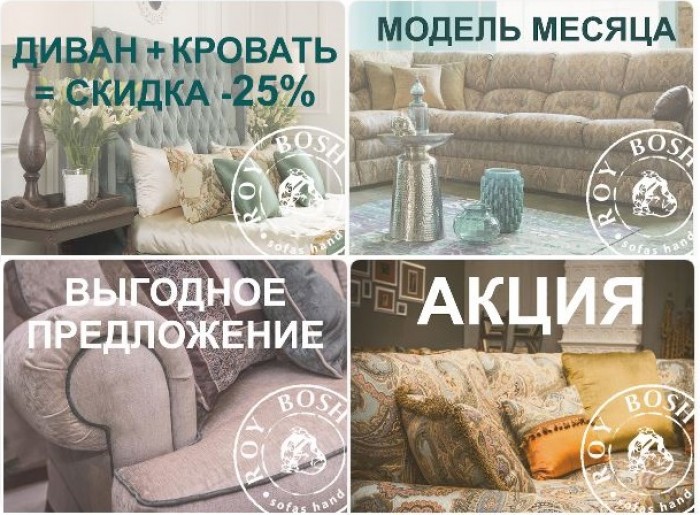 ДИВАН + КРОВАТЬ
= СКИДКА -25%
ROY BOSH
• sofas hand
МОДЕЛЬ МЕСЯЦА
ROY BOSH
• sofas hand
ВЫГОДНОЕ
ПРЕДЛОЖЕНИЕ
ROY BOSH
• sofas hand
АКЦИЯ
ROY BOSH
• sofas hand